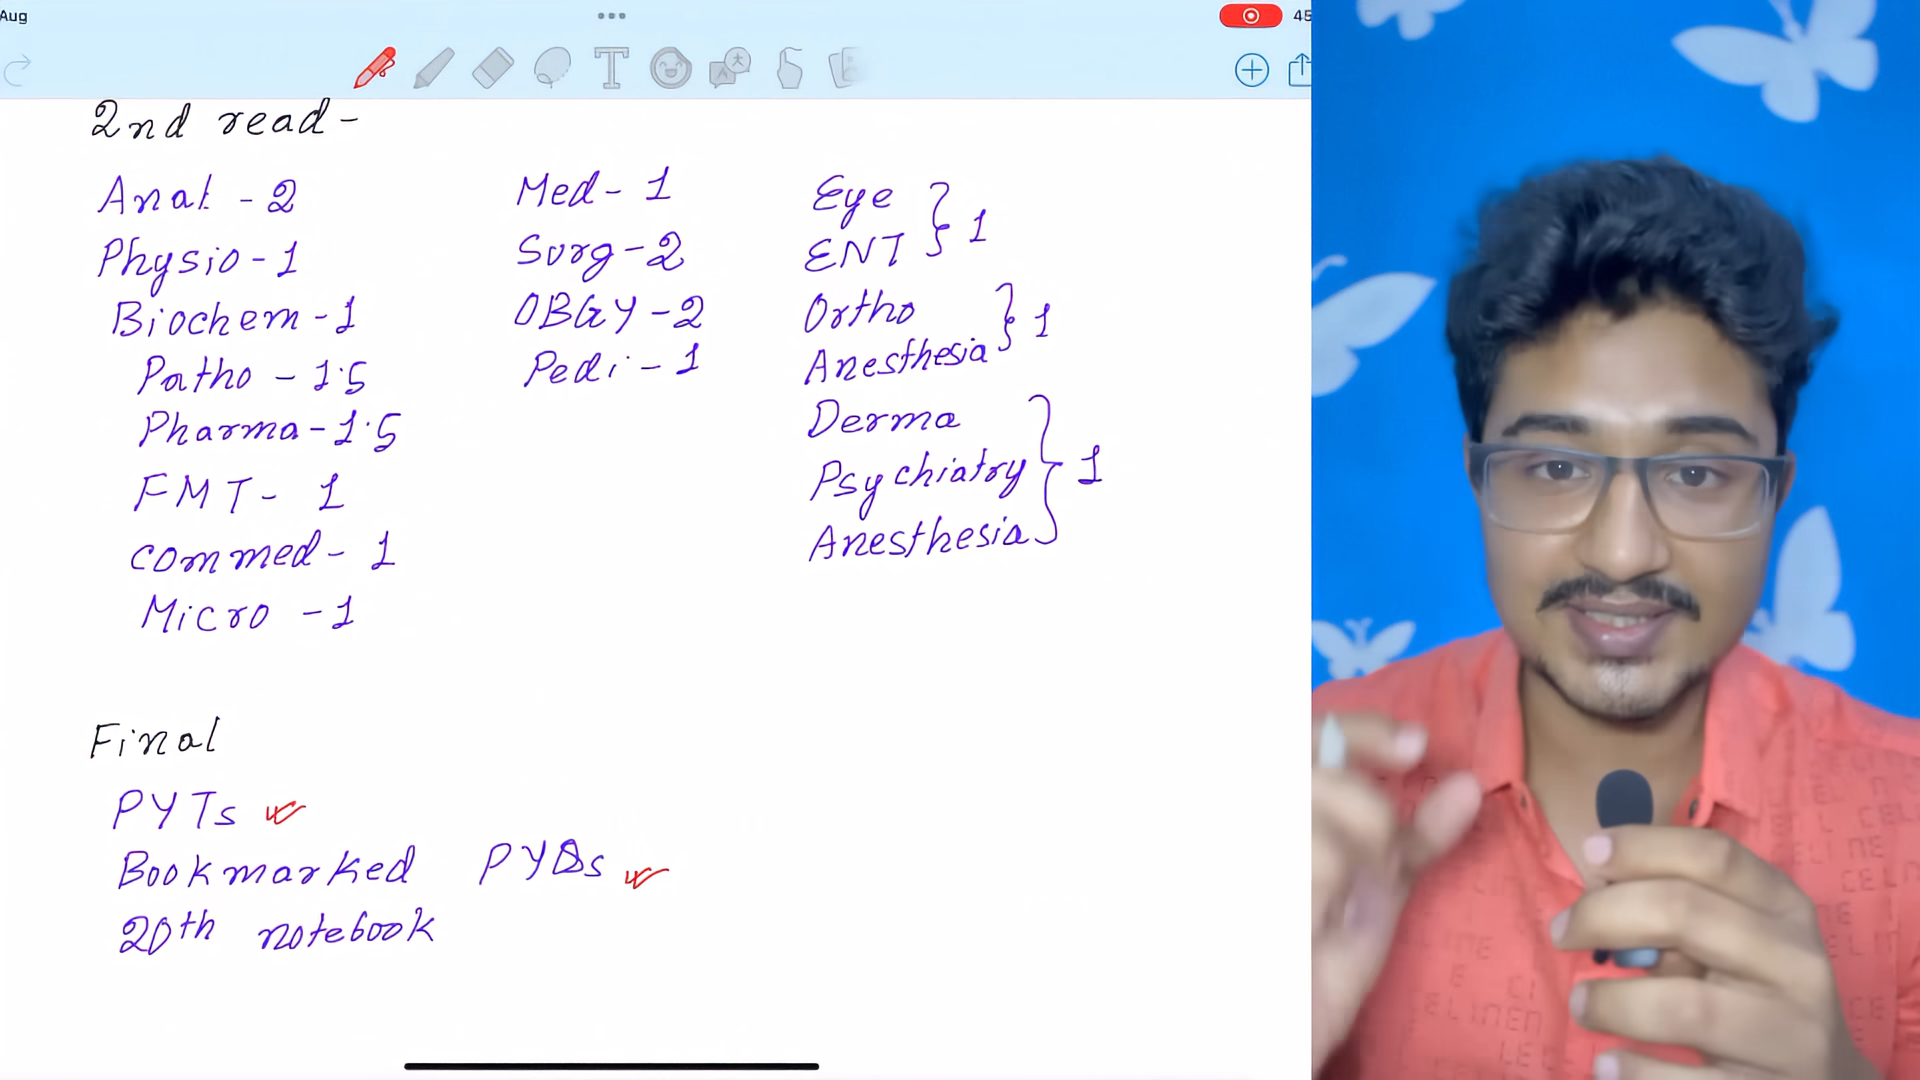 Aug
45
2nd read-
Anat - 2
Physio - 1
Biochem - 1
Patho - 1.5
Pharma - 1.5
FMT - 1
commed - 1
Micro - 1
Med - 1
Surg - 2
OBGY - 2
Pedi - 1
Eye
ENT } 1
Ortho
Anesthesia } 1
Derma
Psychiatry } 1
Anesthesia
Final
PYTs
Bookmarked PYQs
20th notebook